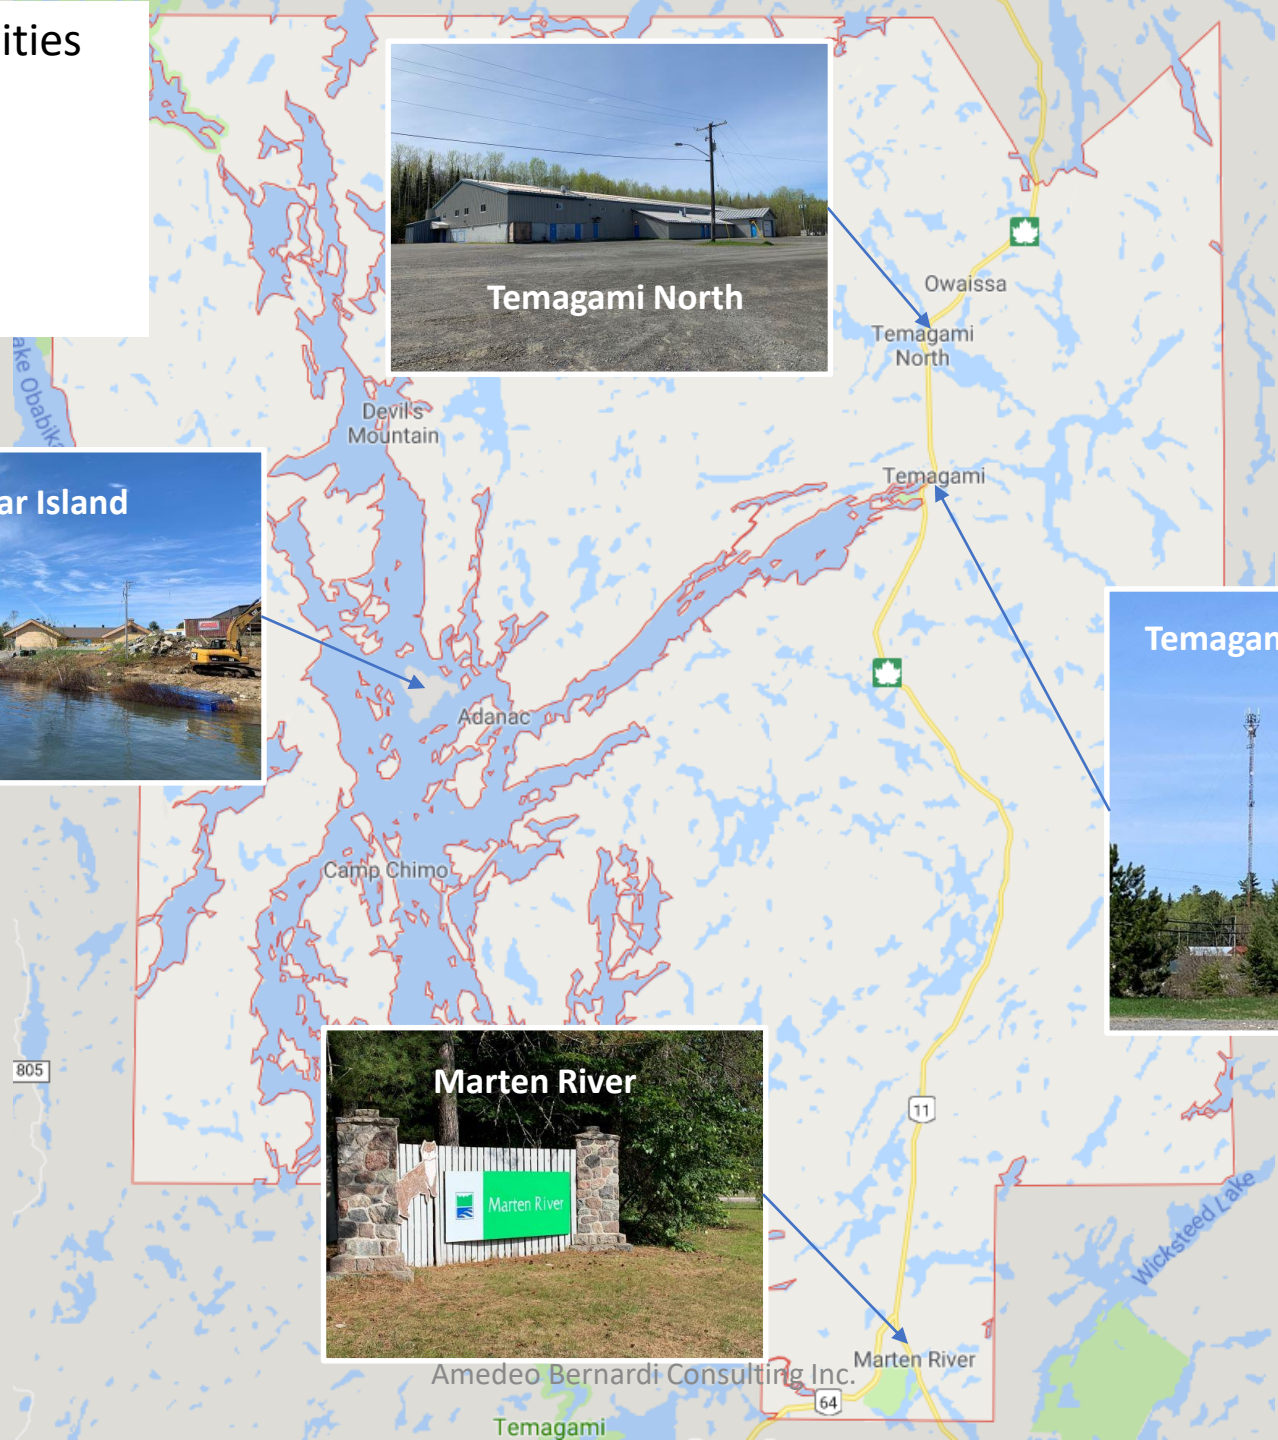 ities
Temagami North
Owaissa
Temagami
North
ake Obabika
Devil's
Mountain
Temagami
ar Island
Temagam
Adanac
Camp Chimo
805
Marten River
11
Marten River
Wicksteed Lake
Marten River
Amedeo Bernardi Consulting Inc.
64
Temagami